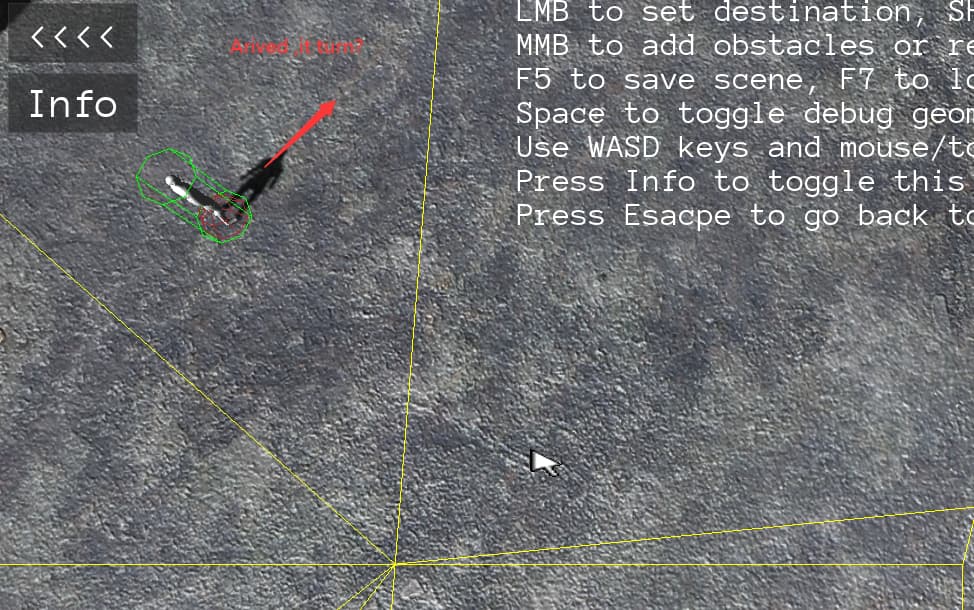 <<<<
Arived ,it turn?
Info
LMB to set destination, SH
MMB to add obstacles or re
F5 to save scene, F7 to lo
Space to toggle debug geom
Use WASD keys and mouse/to
Press Info to toggle this
Press Esacpe to go back to